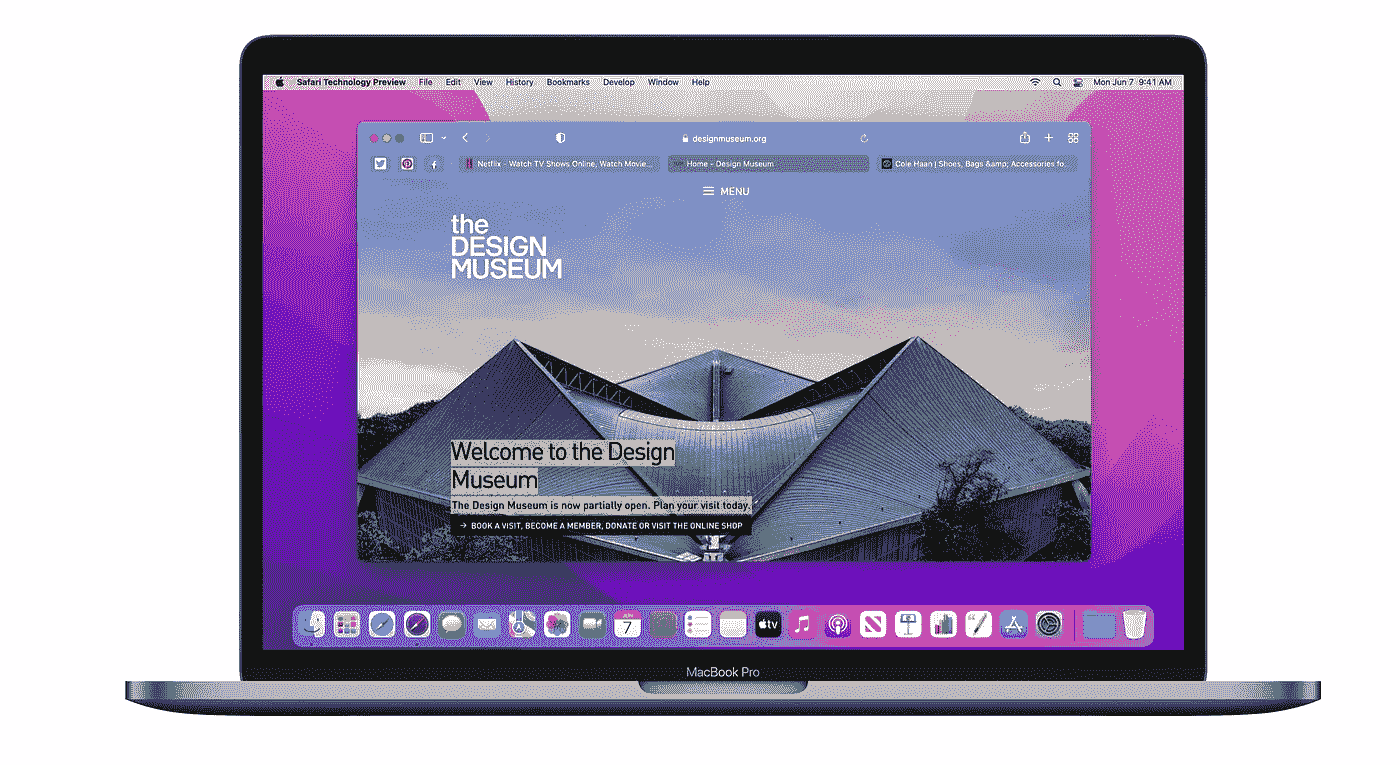 Safari Technology Preview File Edit View History Bookmarks Develop Window Help Mon Jun 7 9:41 AM
designmuseum.org
Netflix - Watch TV Shows Online, Watch Movie...
Home - Design Museum
Cole Haan | Shoes, Bags &amp; Accessories fo...
MENU
the
DESIGN
MUSEUM
Welcome to the Design
Museum
The Design Museum is now partially open. Plan your visit today.
→ BOOK A VISIT, BECOME A MEMBER, DONATE OR VISIT THE ONLINE SHOP
7
tv
MacBook Pro